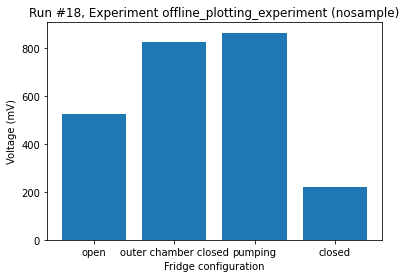 Run #18, Experiment offline_plotting_experiment (nosample)
Voltage (mV)
800
600
400
200
0
open outer chamber closed pumping closed
Fridge configuration